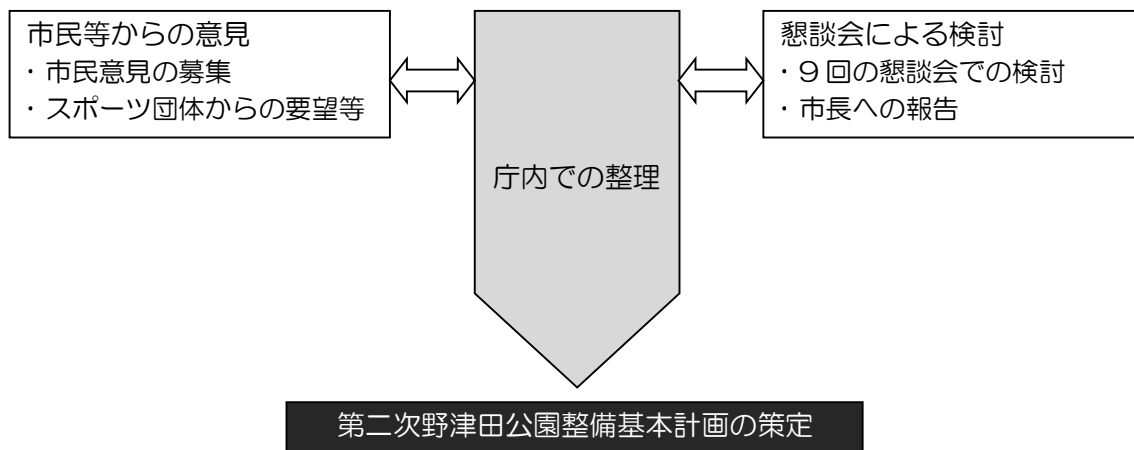 市民等からの意見
・市民意見の募集
・スポーツ団体からの要望等
懇談会による検討
・9回の懇談会での検討
・市長への報告
庁内での整理
第二次野津田公園整備基本計画の策定